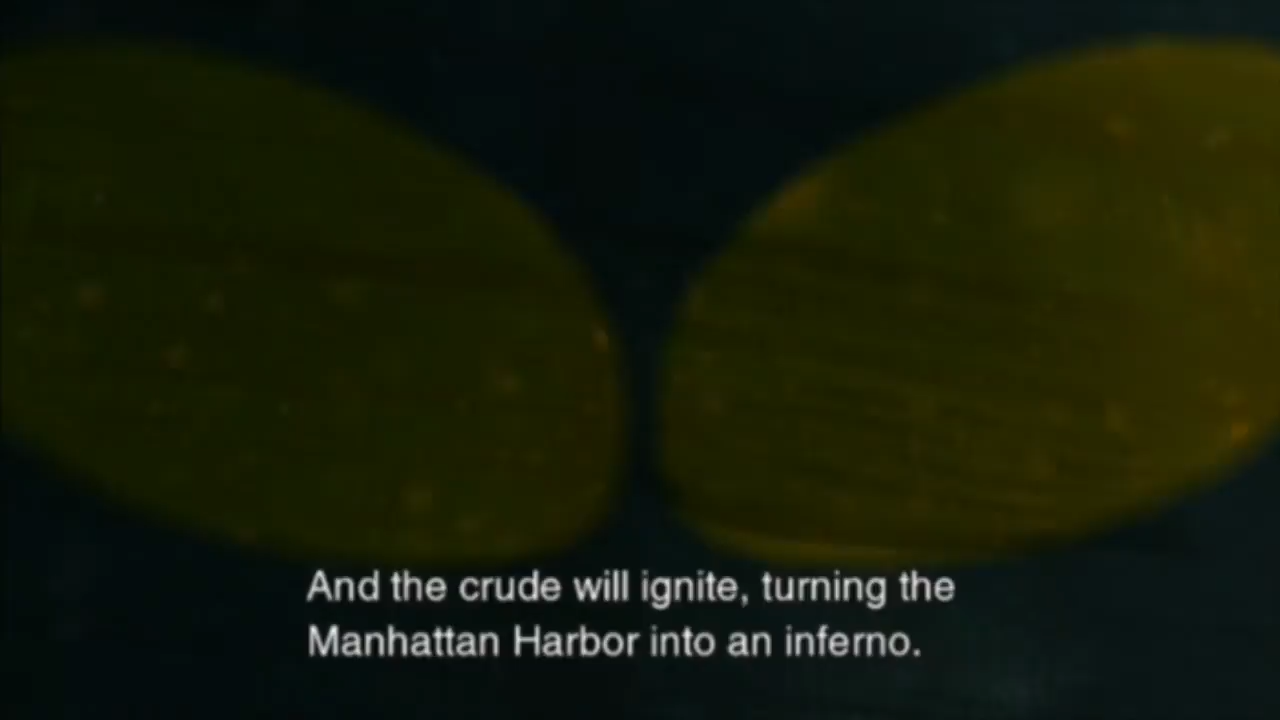 And the crude will ignite, turning the
Manhattan Harbor into an inferno.